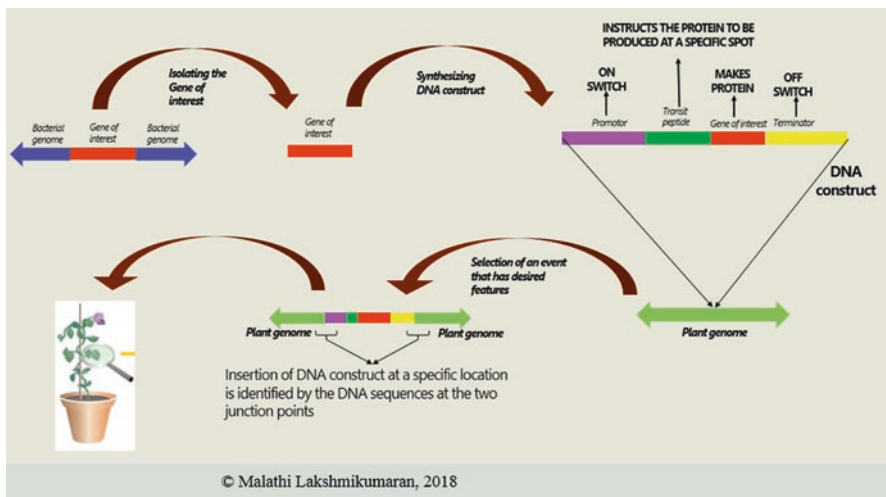 INSTRUCTS THE PROTEIN TO BE
PRODUCED AT A SPECIFIC SPOT
Isolating the
Gene of
interest
Synthesizing
DNA construct
ON
SWITCH
MAKES
PROTEIN
OFF
SWITCH
Bacterial
genome
Gene of
interest
Bacterial
genome
Gene of
interest
Promotor
Transit
peptide
Gene of interest
Terminator
DNA
construct
Selection of an event
that has desired
features
Plant genome
Plant genome
Plant genome
Insertion of DNA construct at a specific location
is identified by the DNA sequences at the two
junction points
© Malathi Lakshmikumaran, 2018